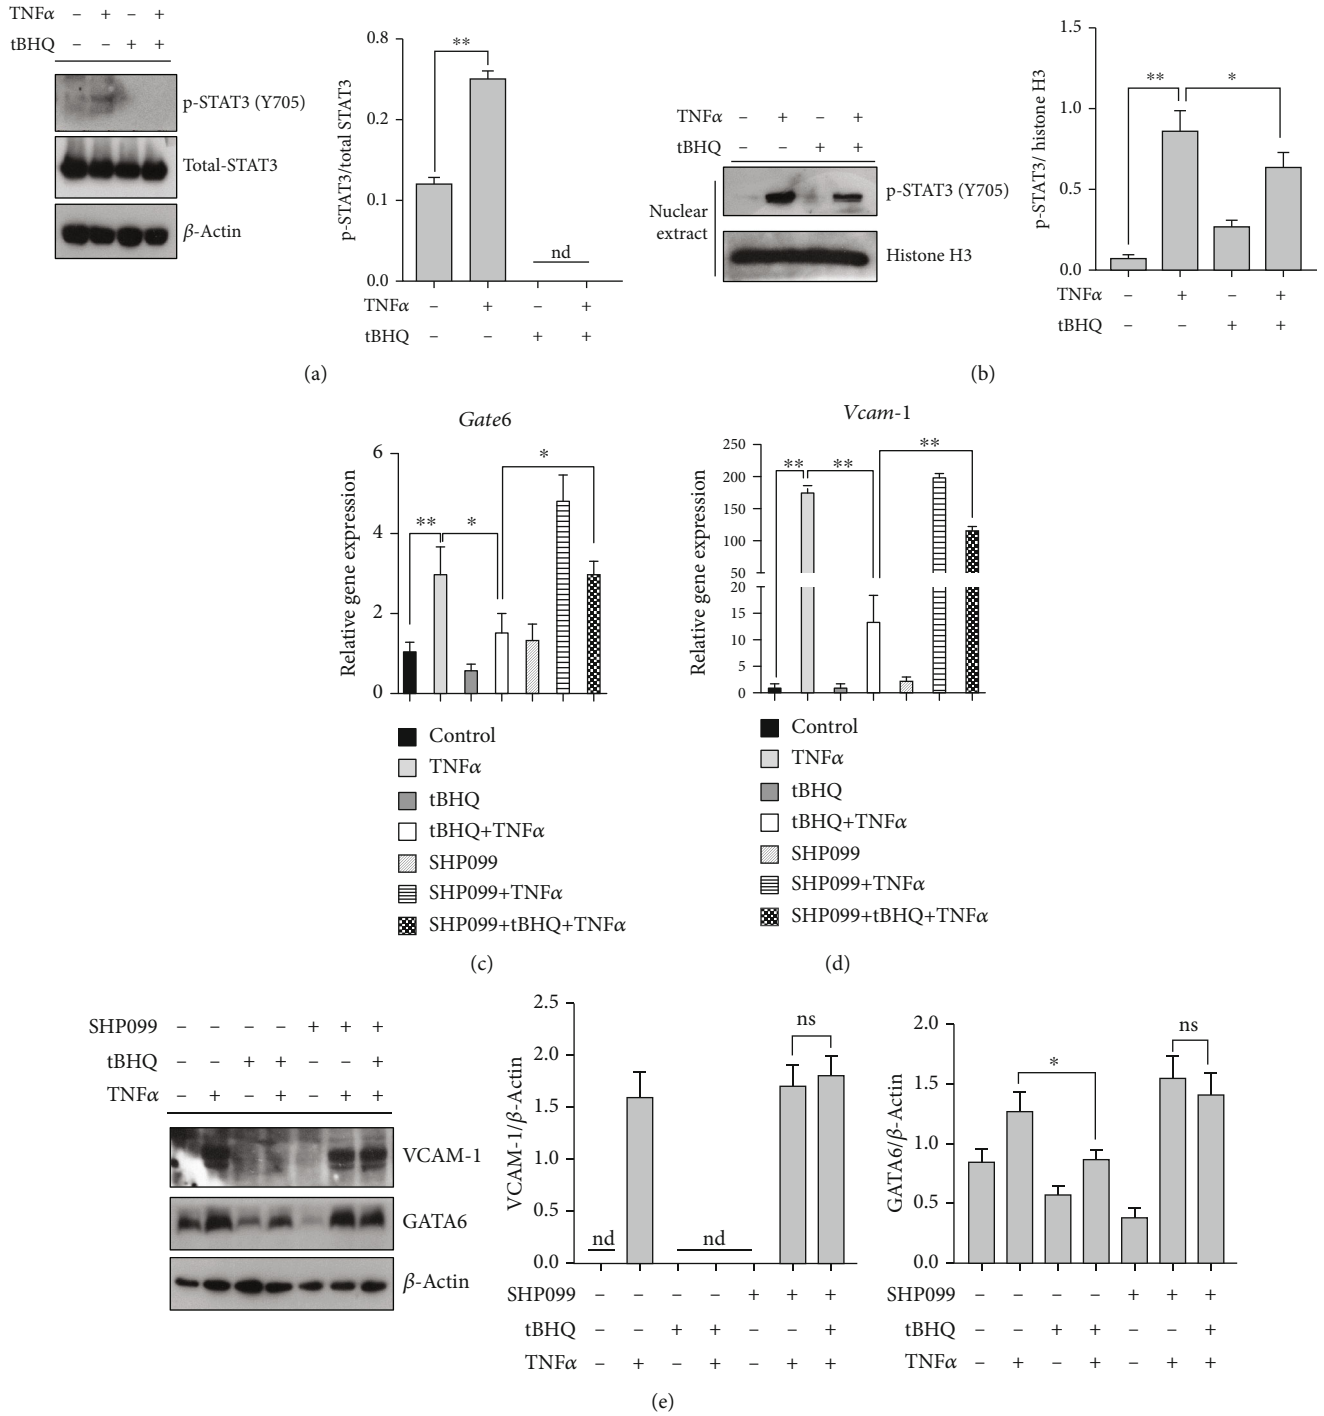 TNFα – + – +
tBHQ – – + +
p-STAT3 (Y705)
Total-STAT3
β-Actin
p-STAT3/total STAT3
0.8
0.2
0.1
0.0
**
nd
TNFα – + – +
tBHQ – – + +
(a)
TNFα – + – +
tBHQ – – + +
Nuclear
extract
p-STAT3 (Y705)
Histone H3
p-STAT3/ histone H3
1.5
1.0
0.5
0.0
** *
TNFα – + – +
tBHQ – – + +
(b)
Gate6
Relative gene expression
6
4
2
0
** * *
Control
TNFα
tBHQ
tBHQ+TNFα
SHP099
SHP099+TNFα
SHP099+tBHQ+TNFα
(c)
Vcam-1
Relative gene expression
250
200
150
100
50
20
15
10
5
0
** ** **
Control
TNFα
tBHQ
tBHQ+TNFα
SHP099
SHP099+TNFα
SHP099+tBHQ+TNFα
(d)
SHP099 – – – – + + +
tBHQ – – + + – – +
TNFα – + – + – + +
VCAM-1
GATA6
β-Actin
VCAM-1/β-Actin
2.5
2.0
1.5
1.0
0.5
0.0
nd nd ns
SHP099 – – – – + + +
tBHQ – – + + – – +
TNFα – + – + – + +
GATA6/β-Actin
2.0
1.5
1.0
0.5
0.0
* ns
SHP099 – – – – + + +
tBHQ – – + + – – +
TNFα – + – + – + +
(e)